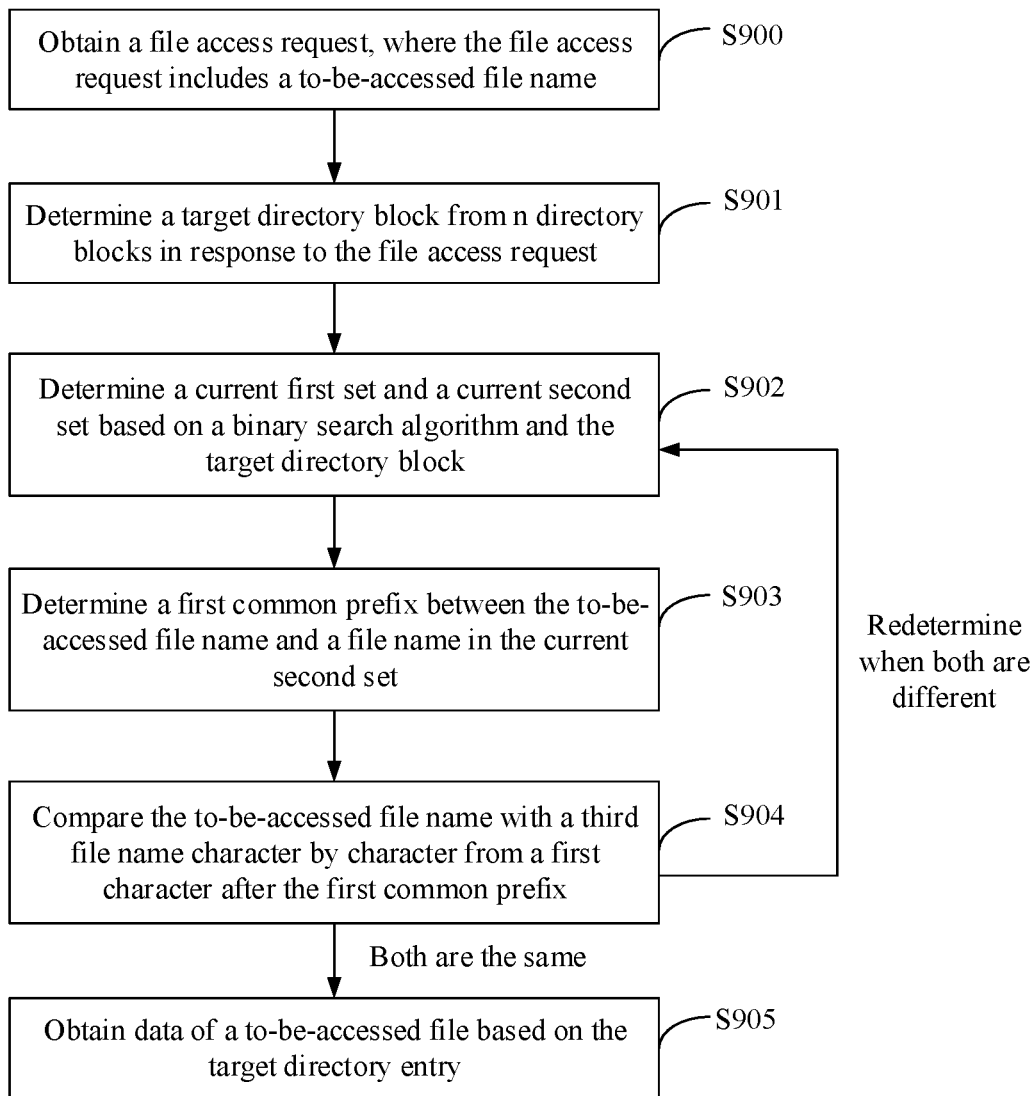 Obtain a file access request, where the file access
request includes a to-be-accessed file name
S900
Determine a target directory block from n directory
blocks in response to the file access request
S901
Determine a current first set and a current second
set based on a binary search algorithm and the
target directory block
S902
Determine a first common prefix between the to-be-
accessed file name and a file name in the current
second set
S903
Redetermine
when both are
different
Compare the to-be-accessed file name with a third
file name character by character from a first
character after the first common prefix
S904
Both are the same
Obtain data of a to-be-accessed file based on the
target directory entry
S905